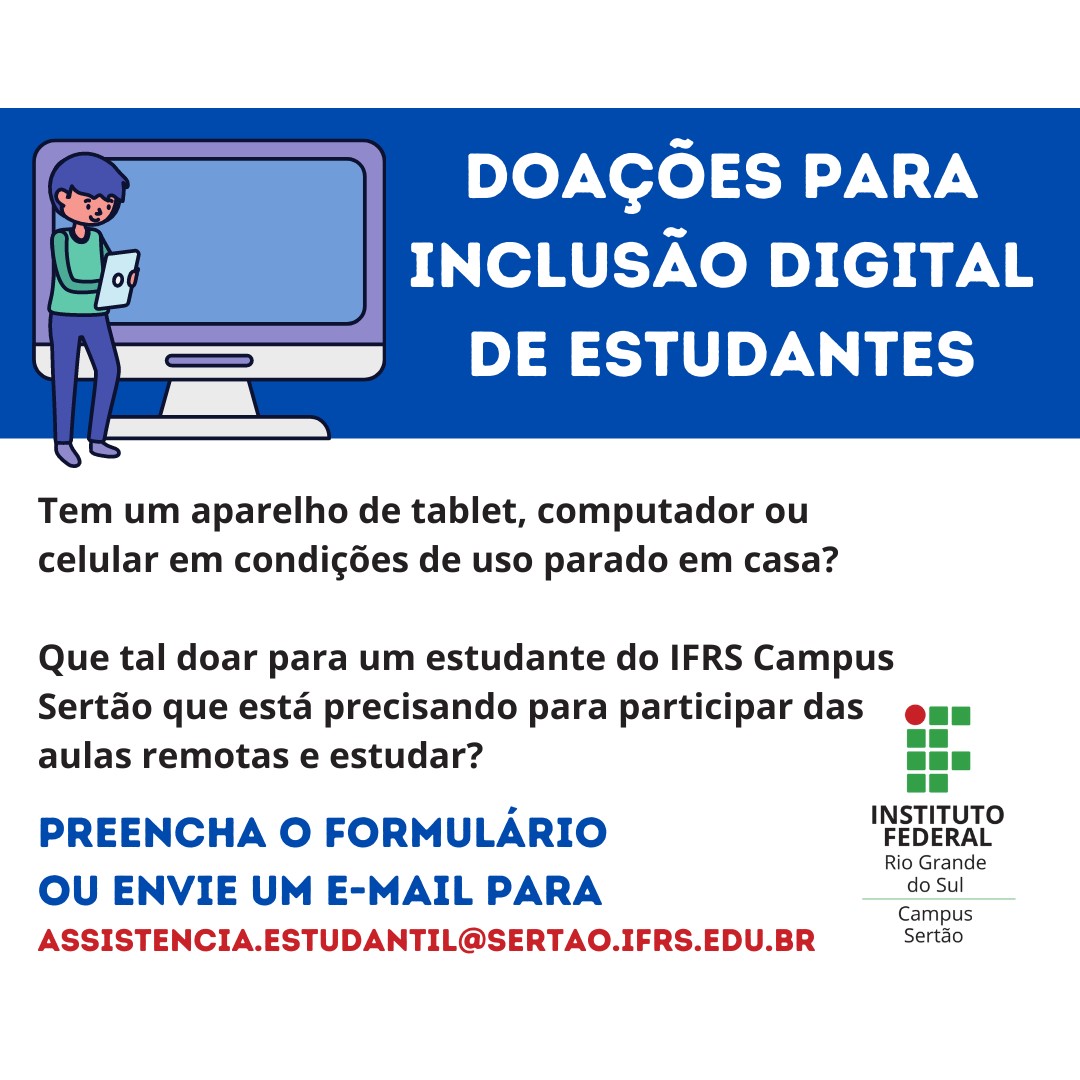 DOAÇÕES PARA
INCLUSÃO DIGITAL
DE ESTUDANTES
Tem um aparelho de tablet, computador ou
celular em condições de uso parado em casa?
Que tal doar para um estudante do IFRS Campus
Sertão que está precisando para participar das
aulas remotas e estudar?
PREENCHA O FORMULÁRIO
OU ENVIE UM E-MAIL PARA
ASSISTENCIA.ESTUDANTIL@SERTAO.IFRS.EDU.BR
INSTITUTO
FEDERAL
Rio Grande
do Sul
Campus
Sertão